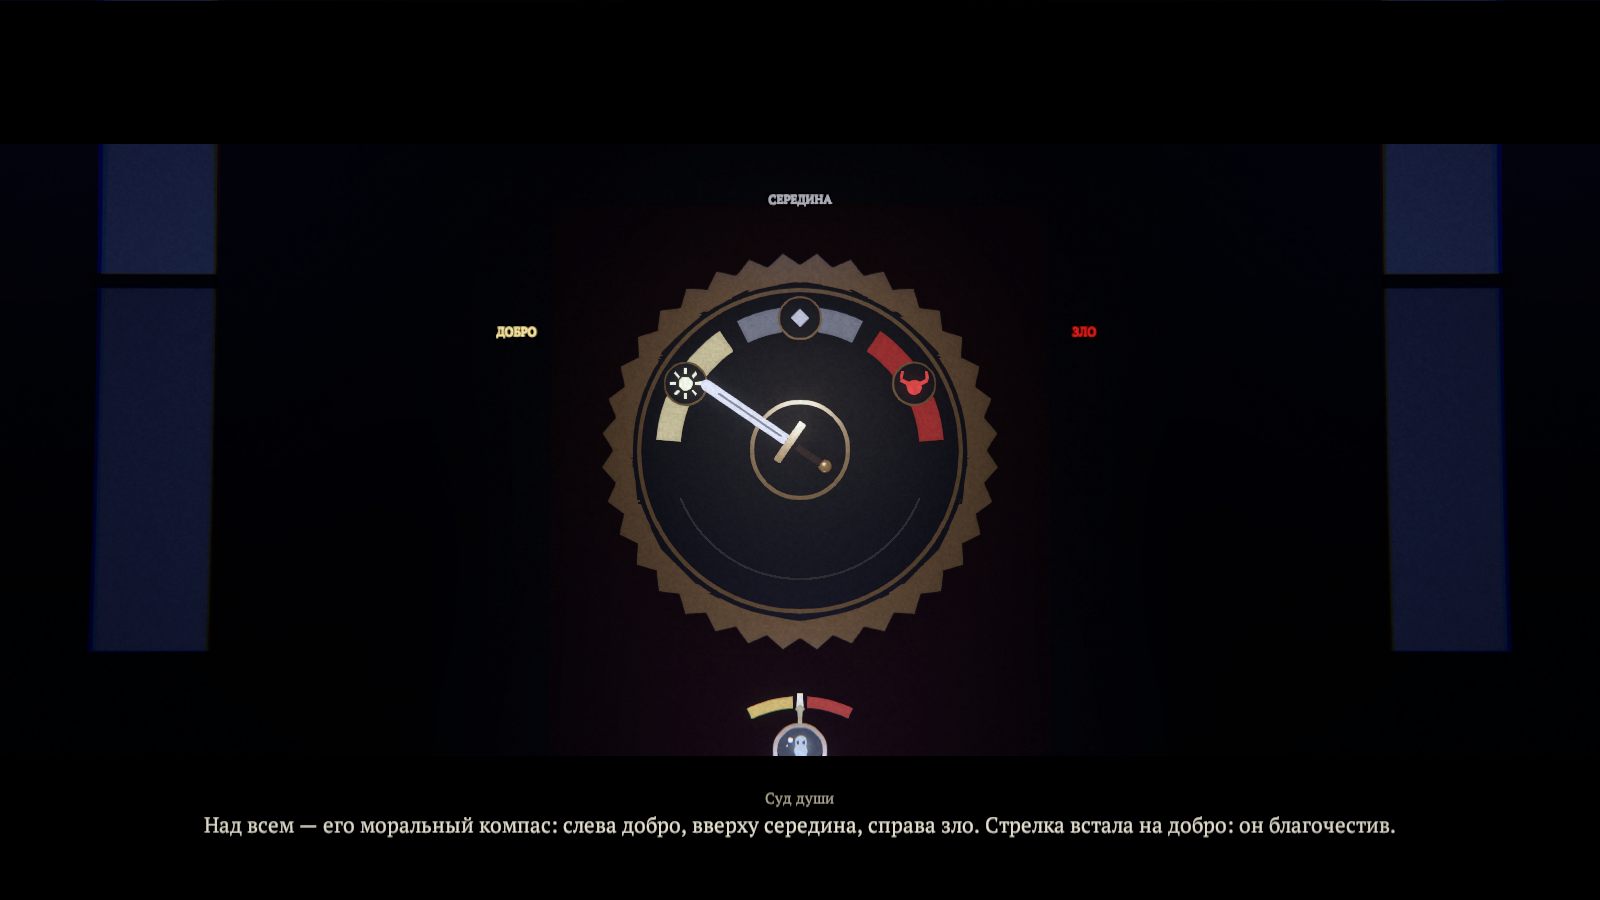 СЕРЕДИНА
ДОБРО
ЗЛО
Суд души
Над всем — его моральный компас: слева добро, вверху середина, справа зло. Стрелка встала на добро: он благочестив.